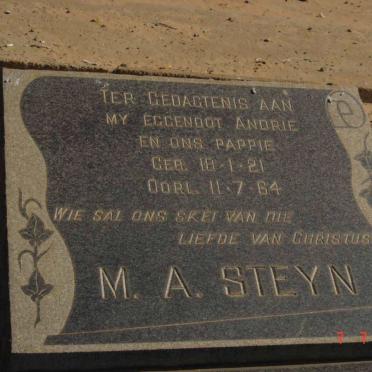 TER GEDAGTENIS AAN
MY EGGENOOT ANDRIE
EN ONS PAPPIE
GEB. 18-1-21
OORL. 11-7-64
WIE SAL ONS SKEI VAN DIE
LIEFDE VAN CHRISTUS
M. A. STEYN